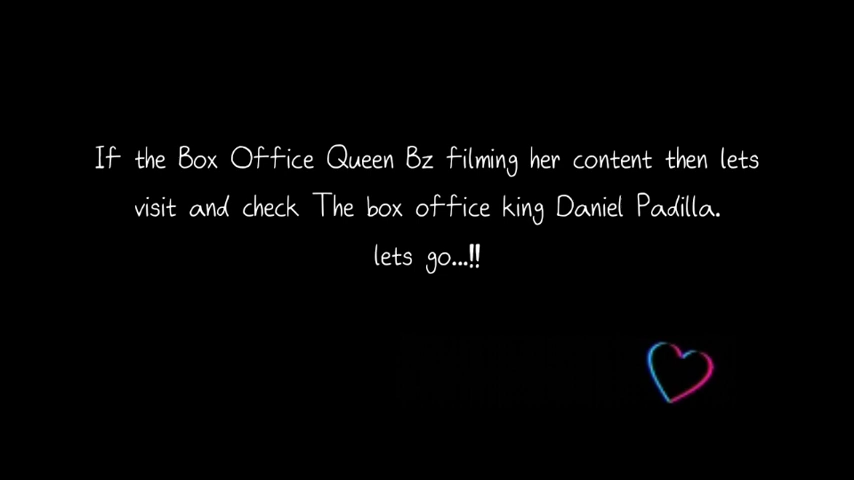 If the Box Office Queen Bz filming her content then lets
visit and check The box office king Daniel Padilla.
lets go...!!